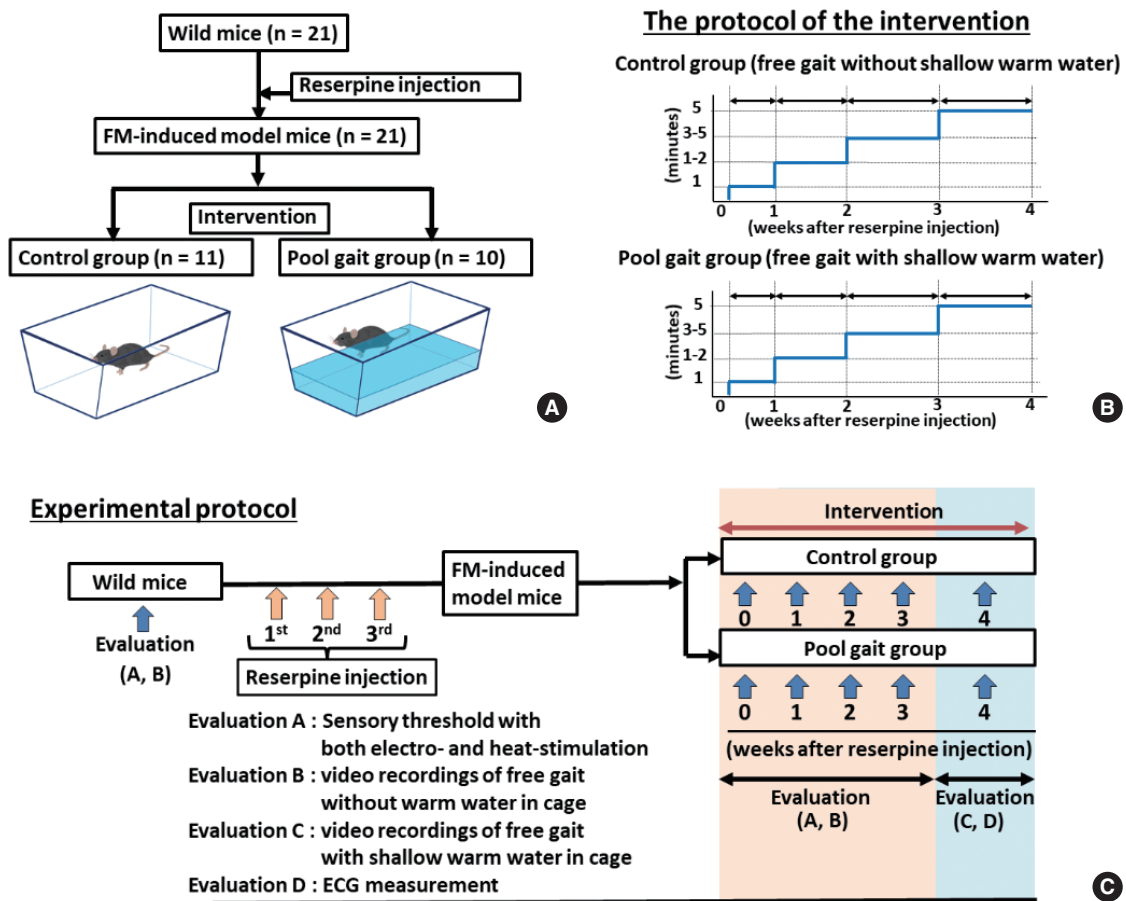 Wild mice (n = 21)
Reserpine injection
FM-induced model mice (n = 21)
Intervention
Control group (n = 11)
Pool gait group (n = 10)
A
The protocol of the intervention
Control group (free gait without shallow warm water)
(minutes)
5
3-5
1-2
1
0 1 2 3 4
(weeks after reserpine injection)
Pool gait group (free gait with shallow warm water)
(minutes)
5
3-5
1-2
1
0 1 2 3 4
(weeks after reserpine injection)
B
Experimental protocol
Wild mice
Evaluation
(A, B)
1st 2nd 3rd
Reserpine injection
FM-induced
model mice
Intervention
Control group
0 1 2 3 4
Pool gait group
0 1 2 3 4
(weeks after reserpine injection)
Evaluation
(A, B)
Evaluation
(C, D)
Evaluation A : Sensory threshold with
both electro- and heat-stimulation
Evaluation B : video recordings of free gait
without warm water in cage
Evaluation C : video recordings of free gait
with shallow warm water in cage
Evaluation D : ECG measurement
C